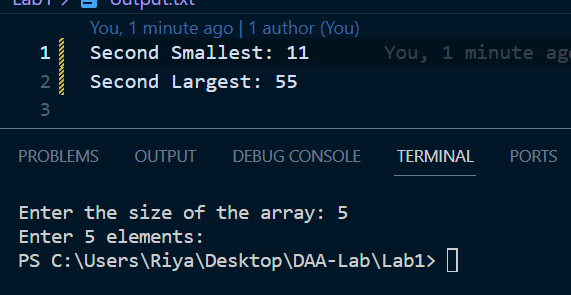 Lab1 > output.txt
You, 1 minute ago | 1 author (You)
1 Second Smallest: 11 You, 1 minute ago
2 Second Largest: 55
3
PROBLEMS OUTPUT DEBUG CONSOLE TERMINAL PORTS
Enter the size of the array: 5
Enter 5 elements:
PS C:\Users\Riya\Desktop\DAA-Lab\Lab1>